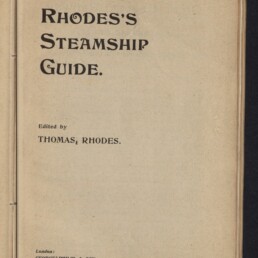 RHODES'S
STEAMSHIP
GUIDE.
Edited by
THOMAS, RHODES.
London: